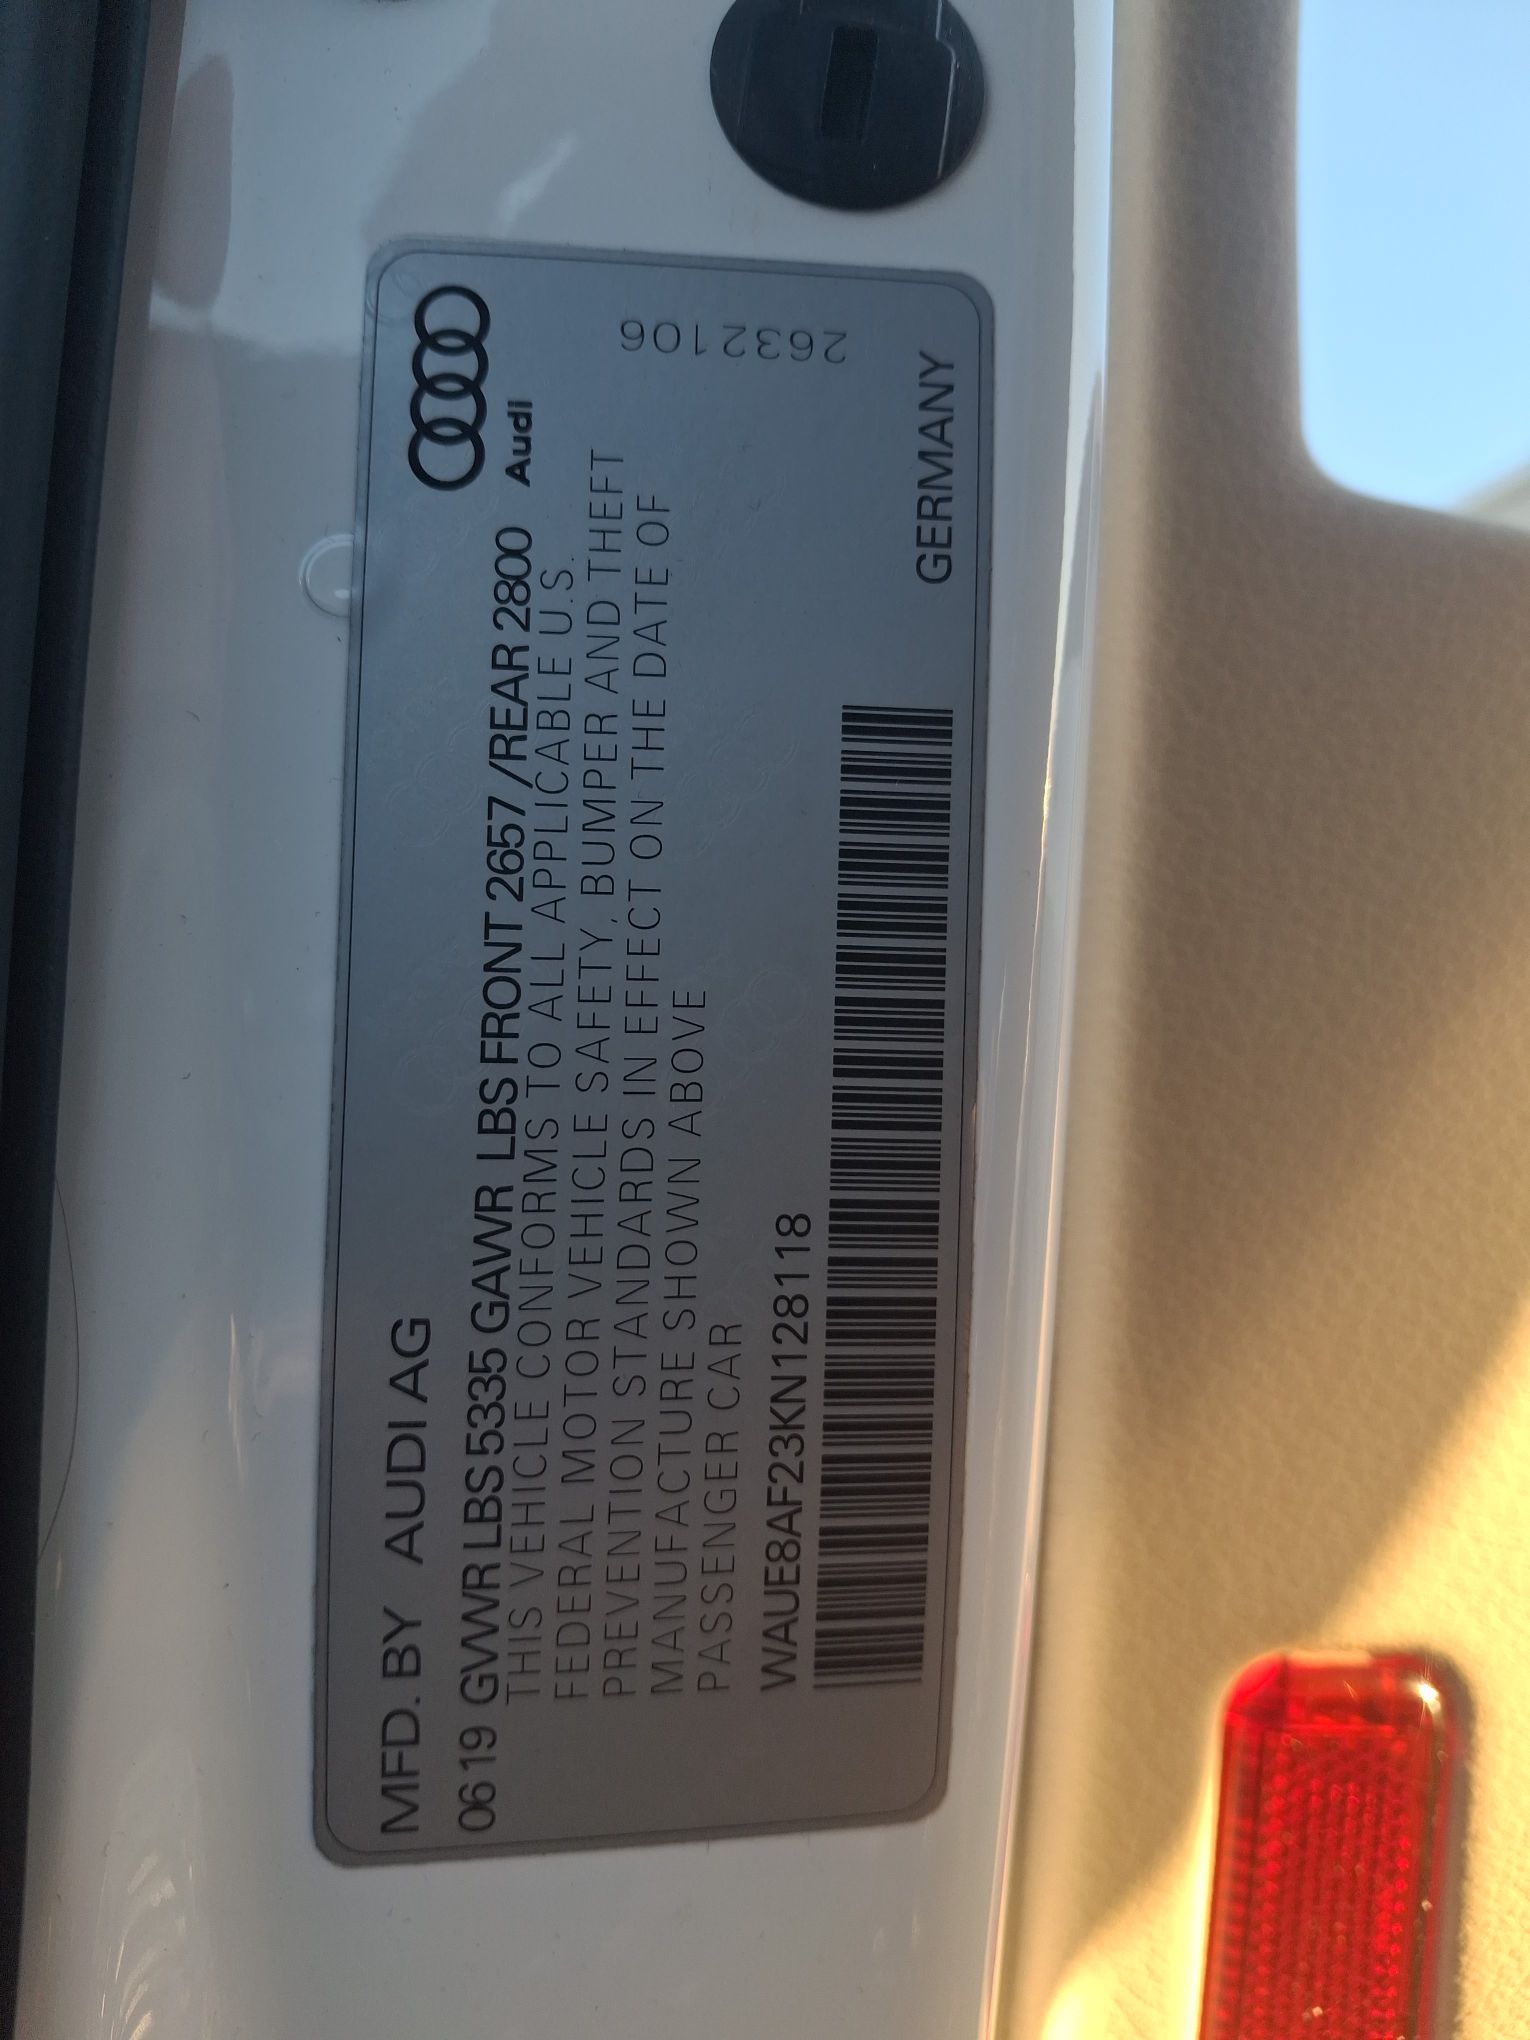 MFD. BY AUDI AG
0619 GVWR LBS 5335 GAWR LBS FRONT 2657 /REAR 2800
Audi
THIS VEHICLE CONFORMS TO ALL APPLICABLE U.S.
FEDERAL MOTOR VEHICLE SAFETY, BUMPER AND THEFT
PREVENTION STANDARDS IN EFFECT ON THE DATE OF
MANUFACTURE SHOWN ABOVE
PASSENGER CAR
2632106
WAUE8AF23KN128118
GERMANY